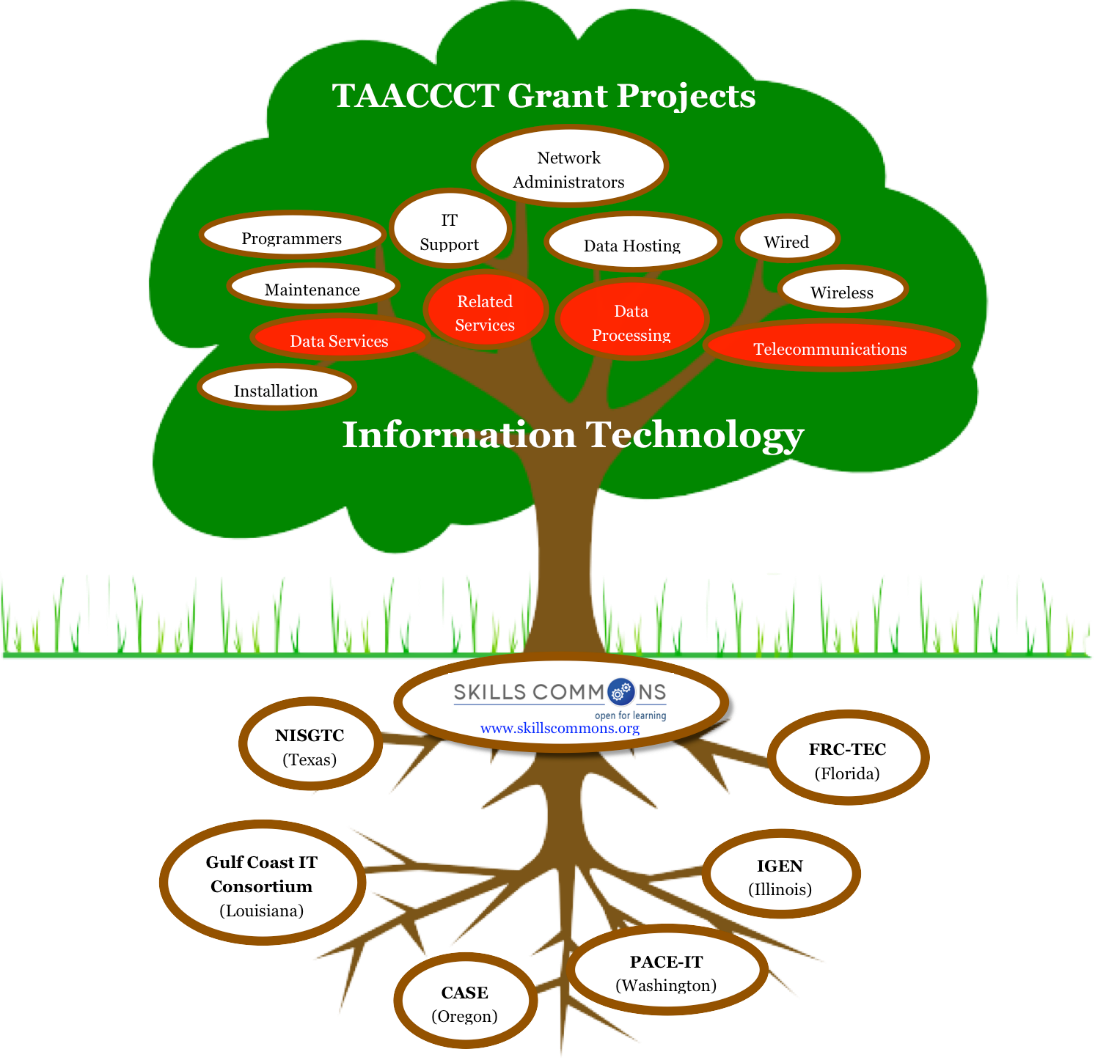 TAACCCT Grant Projects
Network
Administrators
IT
Support
Programmers
Data Hosting
Wired
Maintenance
Wireless
Related
Services
Data
Processing
Data Services
Telecommunications
Installation
Information Technology
SKILLS COMMONS
open for learning
www.skillscommons.org
NISGTC
(Texas)
FRC-TEC
(Florida)
Gulf Coast IT
Consortium
(Louisiana)
IGEN
(Illinois)
PACE-IT
(Washington)
CASE
(Oregon)